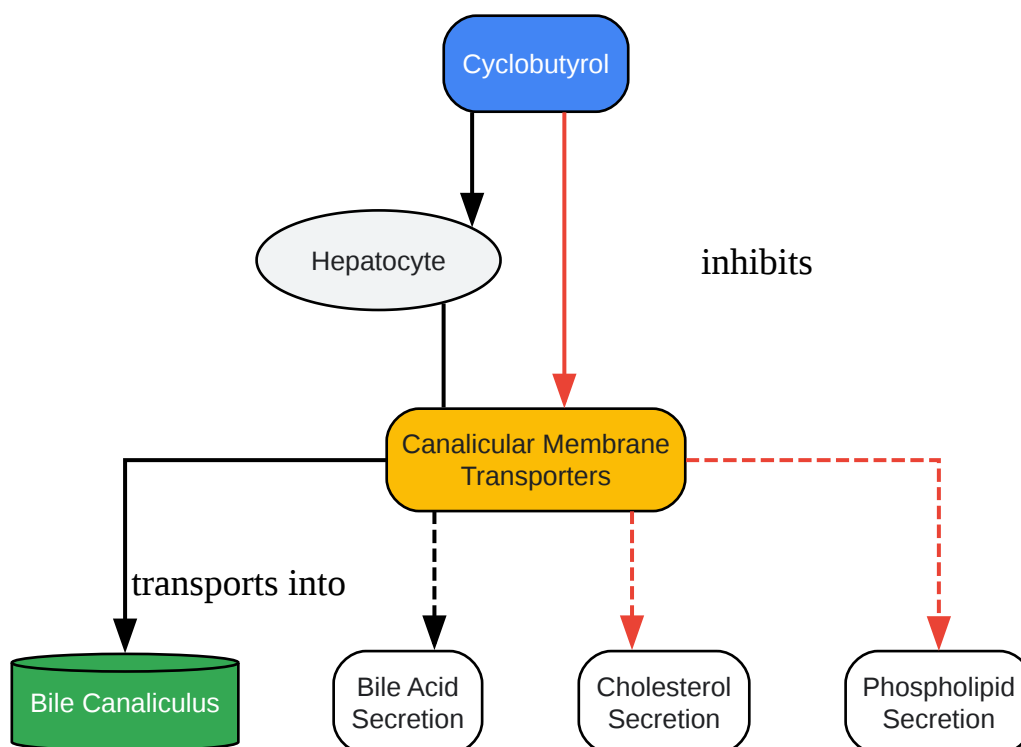 Cyclobutyrol
Hepatocyte
inhibits
Canalicular Membrane
Transporters
transports into
Bile Canaliculus
Bile Acid
Secretion
Cholesterol
Secretion
Phospholipid
Secretion